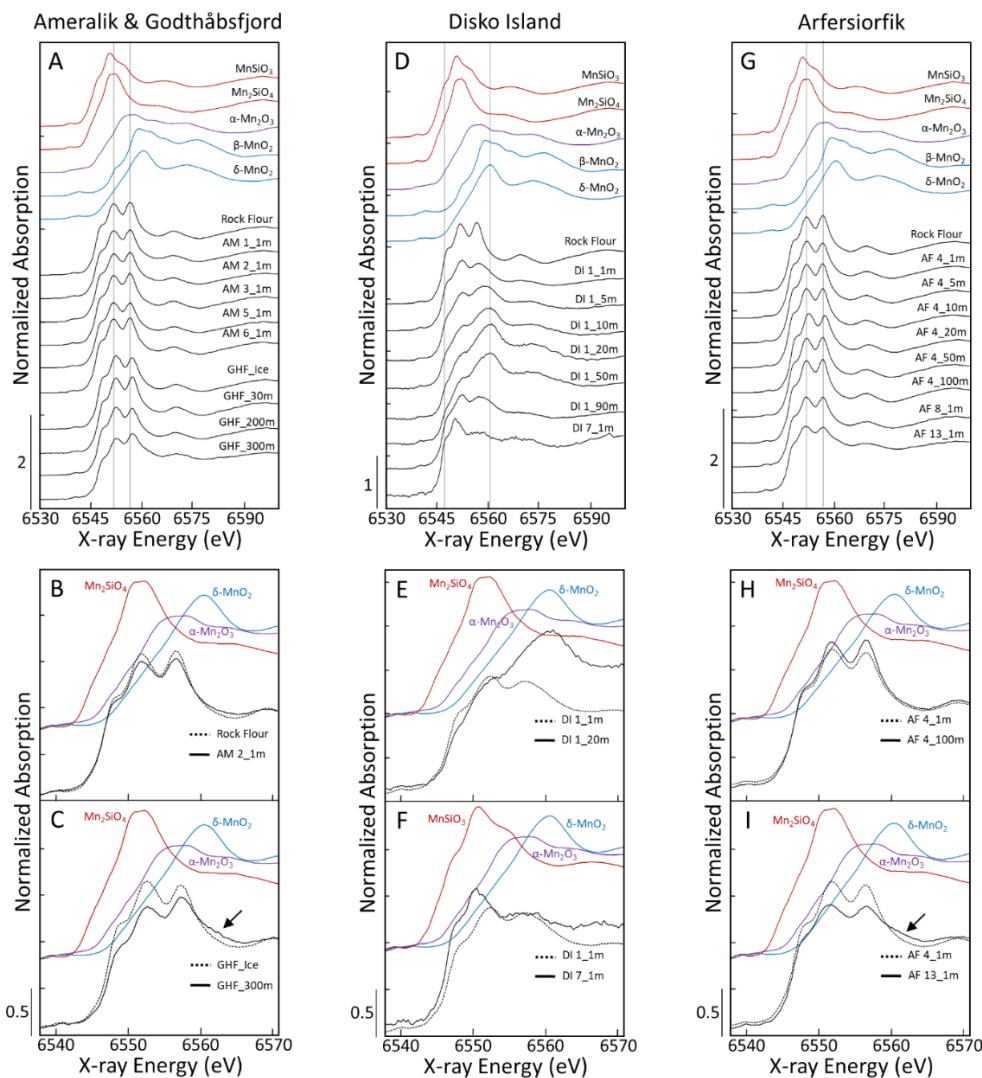 Ameralik & Godthåbsfjord
Disko Island
Arfersiorfik
A
MnSiO₃
Mn₂SiO₄
α-Mn₂O₃
β-MnO₂
δ-MnO₂
Rock Flour
AM 1_1m
AM 2_1m
AM 3_1m
AM 5_1m
AM 6_1m
GHF_Ice
GHF_30m
GHF_200m
GHF_300m
Normalized Absorption
2
6530 6545 6560 6575 6590
X-ray Energy (eV)
D
MnSiO₃
Mn₂SiO₄
α-Mn₂O₃
β-MnO₂
δ-MnO₂
Rock Flour
DI 1_1m
DI 1_5m
DI 1_10m
DI 1_20m
DI 1_50m
DI 1_90m
DI 7_1m
Normalized Absorption
1
6530 6545 6560 6575 6590
X-ray Energy (eV)
G
MnSiO₃
Mn₂SiO₄
α-Mn₂O₃
β-MnO₂
δ-MnO₂
Rock Flour
AF 4_1m
AF 4_5m
AF 4_10m
AF 4_20m
AF 4_50m
AF 4_100m
AF 8_1m
AF 13_1m
Normalized Absorption
2
6530 6545 6560 6575 6590
X-ray Energy (eV)
B
Mn₂SiO₄
δ-MnO₂
α-Mn₂O₃
Rock Flour
AM 2_1m
C
Mn₂SiO₄
δ-MnO₂
α-Mn₂O₃
GHF_Ice
GHF_300m
Normalized Absorption
0.5
6540 6550 6560 6570
X-ray Energy (eV)
E
Mn₂SiO₄
δ-MnO₂
α-Mn₂O₃
DI 1_1m
DI 1_20m
F
MnSiO₃
δ-MnO₂
α-Mn₂O₃
DI 1_1m
DI 7_1m
Normalized Absorption
0.5
6540 6550 6560 6570
X-ray Energy (eV)
H
Mn₂SiO₄
δ-MnO₂
α-Mn₂O₃
AF 4_1m
AF 4_100m
I
Mn₂SiO₄
δ-MnO₂
α-Mn₂O₃
AF 4_1m
AF 13_1m
Normalized Absorption
0.5
6540 6550 6560 6570
X-ray Energy (eV)